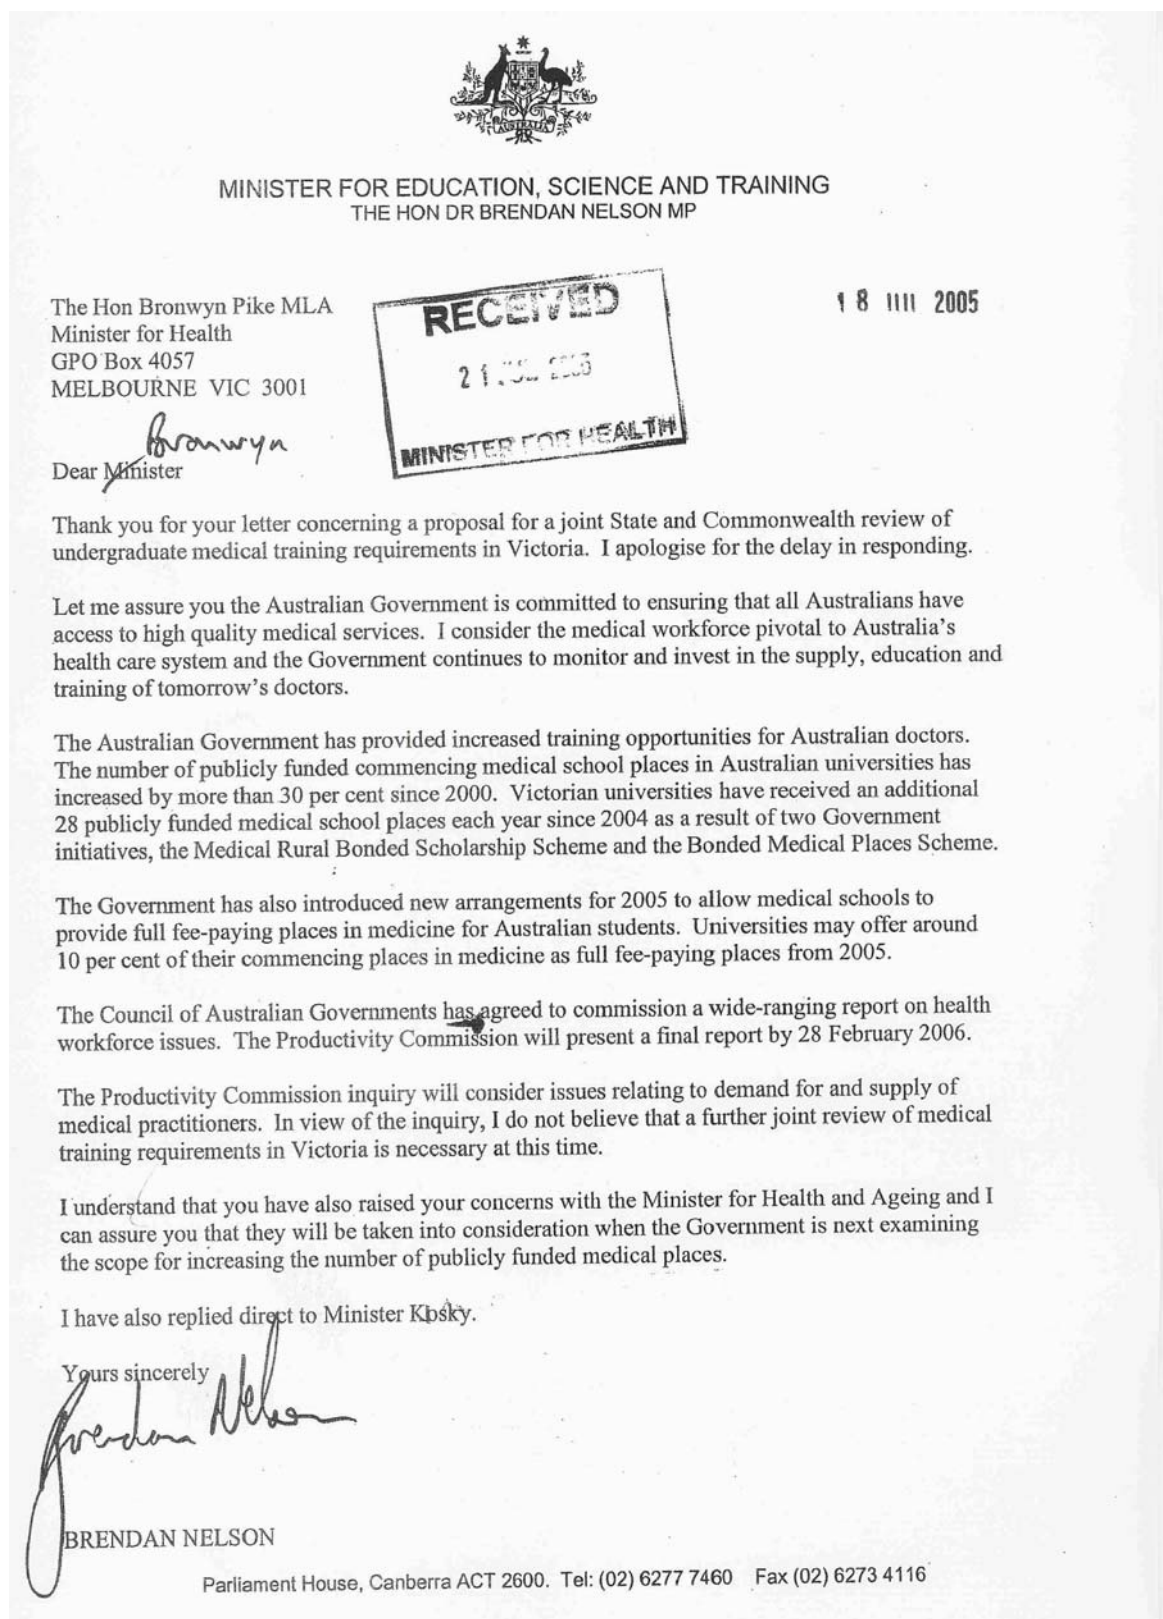 AUSTRALIA
MINISTER FOR EDUCATION, SCIENCE AND TRAINING
THE HON DR BRENDAN NELSON MP
The Hon Bronwyn Pike MLA
Minister for Health
GPO Box 4057
MELBOURNE VIC 3001
RECEIVED
21
MINISTER FOR HEALTH
18 2005
Bronwyn
Dear Minister
Thank you for your letter concerning a proposal for a joint State and Commonwealth review of
undergraduate medical training requirements in Victoria. I apologise for the delay in responding.
Let me assure you the Australian Government is committed to ensuring that all Australians have
access to high quality medical services. I consider the medical workforce pivotal to Australia's
health care system and the Government continues to monitor and invest in the supply, education and
training of tomorrow's doctors.
The Australian Government has provided increased training opportunities for Australian doctors.
The number of publicly funded commencing medical school places in Australian universities has
increased by more than 30 per cent since 2000. Victorian universities have received an additional
28 publicly funded medical school places each year since 2004 as a result of two Government
initiatives, the Medical Rural Bonded Scholarship Scheme and the Bonded Medical Places Scheme.
The Government has also introduced new arrangements for 2005 to allow medical schools to
provide full fee-paying places in medicine for Australian students. Universities may offer around
10 per cent of their commencing places in medicine as full fee-paying places from 2005.
The Council of Australian Governments has agreed to commission a wide-ranging report on health
workforce issues. The Productivity Commission will present a final report by 28 February 2006.
The Productivity Commission inquiry will consider issues relating to demand for and supply of
medical practitioners. In view of the inquiry, I do not believe that a further joint review of medical
training requirements in Victoria is necessary at this time.
I understand that you have also raised your concerns with the Minister for Health and Ageing and I
can assure you that they will be taken into consideration when the Government is next examining
the scope for increasing the number of publicly funded medical places.
I have also replied direct to Minister Kosky.
Yours sincerely
Brendan Nelson
BRENDAN NELSON
Parliament House, Canberra ACT 2600. Tel: (02) 6277 7460 Fax (02) 6273 4116